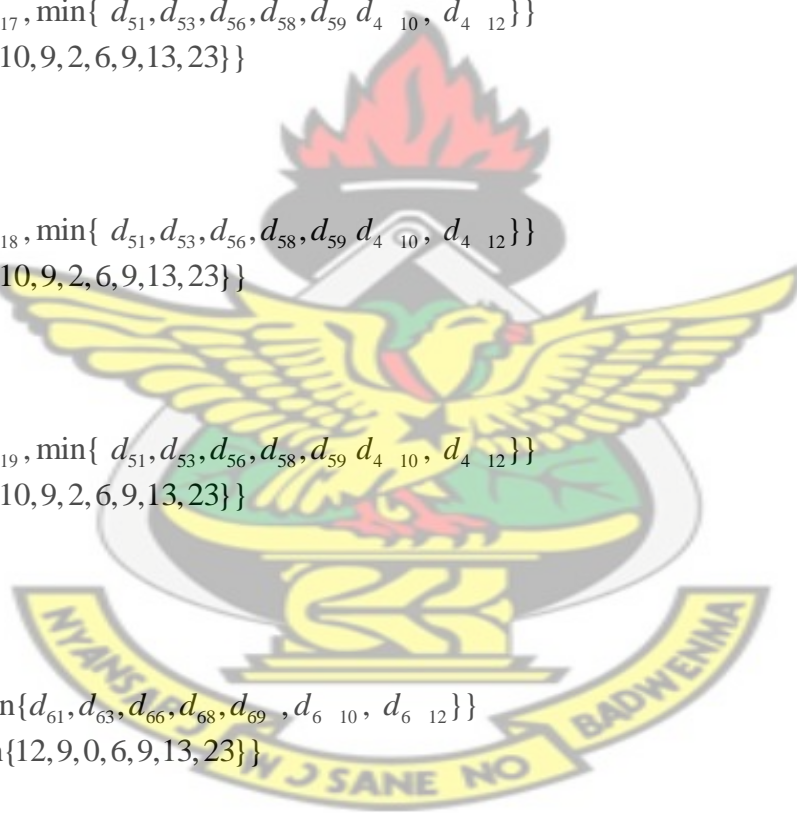 ₁₇, min{ d₅₁,d₅₃,d₅₆,d₅₈,d₅₉ d₄ ₁₀, d₄ ₁₂}}
10,9,2,6,9,13,23}}
₁₈, min{ d₅₁,d₅₃,d₅₆,d₅₈,d₅₉ d₄ ₁₀, d₄ ₁₂}}
10,9,2,6,9,13,23}}
₁₉, min{ d₅₁,d₅₃,d₅₆,d₅₈,d₅₉ d₄ ₁₀, d₄ ₁₂}}
10,9,2,6,9,13,23}}
n{d₆₁,d₆₃,d₆₆,d₆₈,d₆₉ ,d₆ ₁₀, d₆ ₁₂}}
{12,9,0,6,9,13,23}}
SANE NO BADWENMA